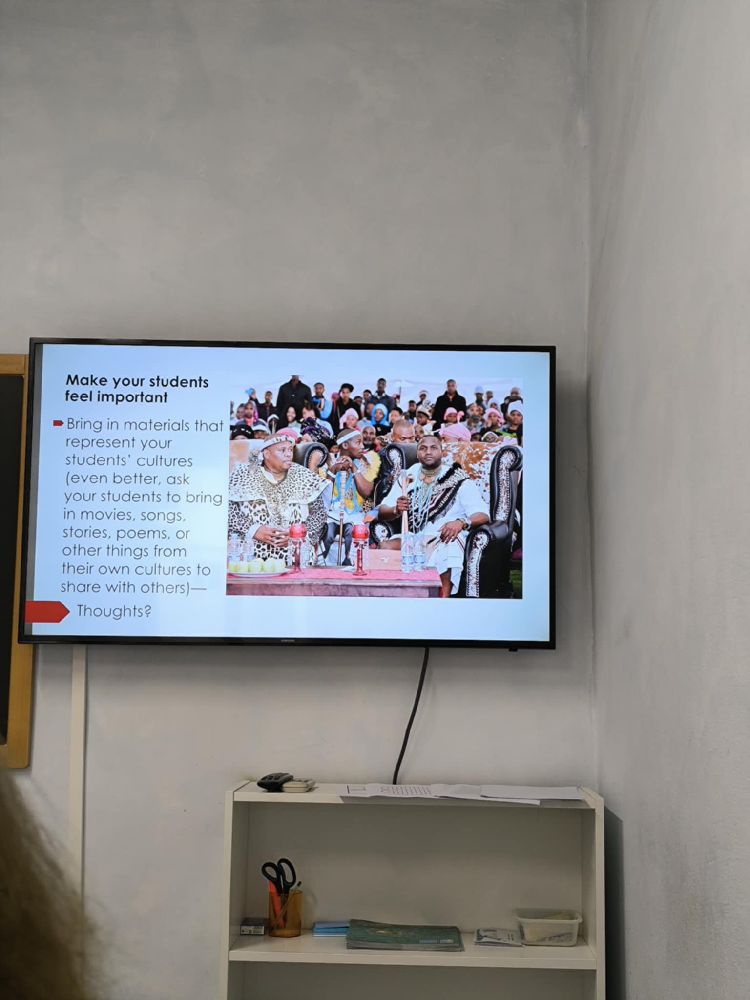 Make your students
feel important
Bring in materials that
represent your
students' cultures
(even better, ask
your students to bring
in movies, songs,
stories, poems, or
other things from
their own cultures to
share with others)—
Thoughts?
SAMSUNG